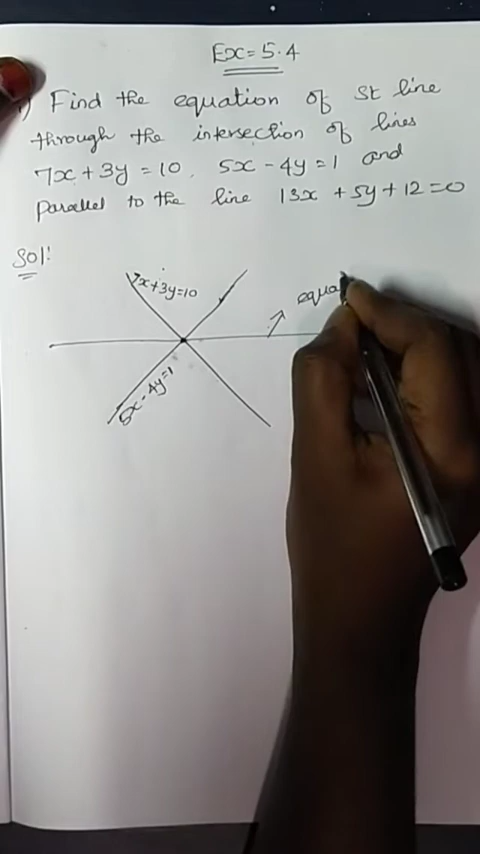 Ex = 5.4
Find the equation of st line
through the intersection of lines
7x + 3y = 10, 5x - 4y = 1 and
parallel to the line 13x + 5y + 12 = 0
Sol:
7x+3y=10
equa
5x - 4y = 1